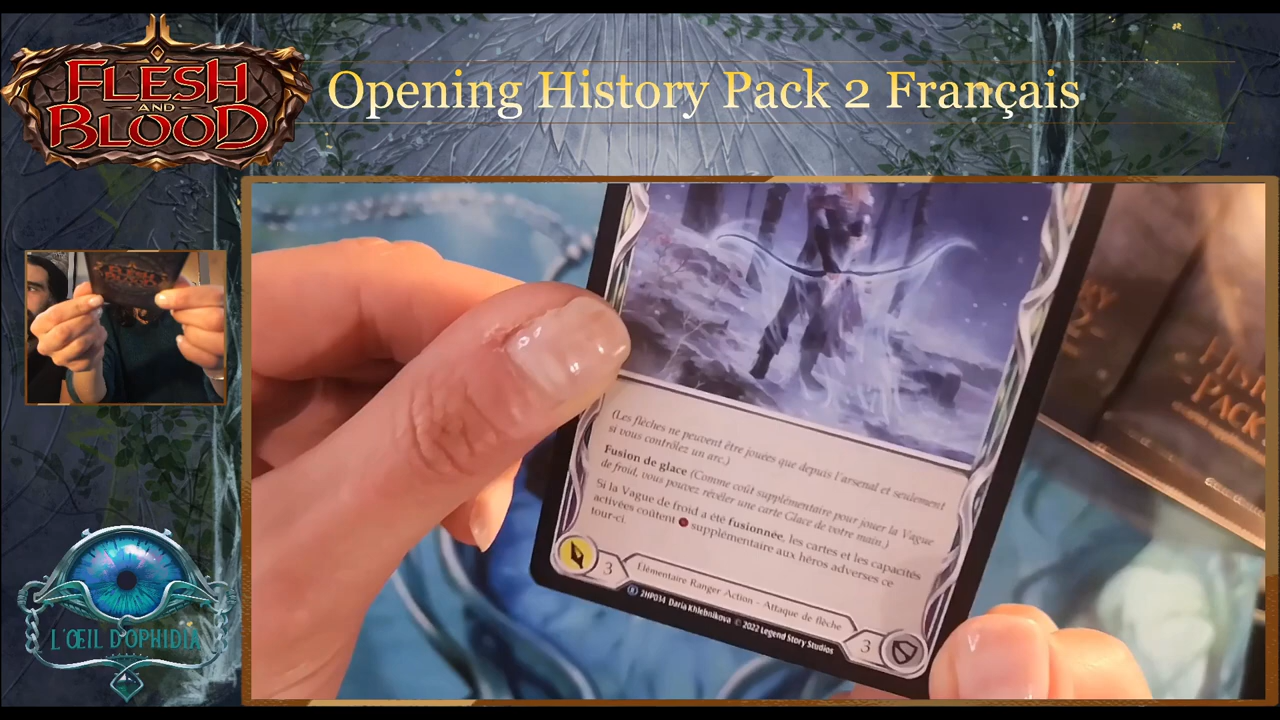 FLESH
AND
BLOOD
Opening History Pack 2 Français
(Les flèches ne peuvent être jouées que depuis l'arsenal et seulement
si vous contrôlez un arc.)
Fusion de glace (Comme coût supplémentaire pour jouer la Vague
de froid, vous pouvez révéler une carte Glace de votre main.)
Si la Vague de froid a été fusionnée, les cartes et les capacités
activées coûtent supplémentaire aux héros adverses ce
tour-ci.
3
Élémentaire Ranger Action – Attaque de flèche
3
R 2HP034 Daria Khlebnikova © 2022 Legend Story Studios
HISTORY
PACK
L'ŒIL D'OPHIDIA